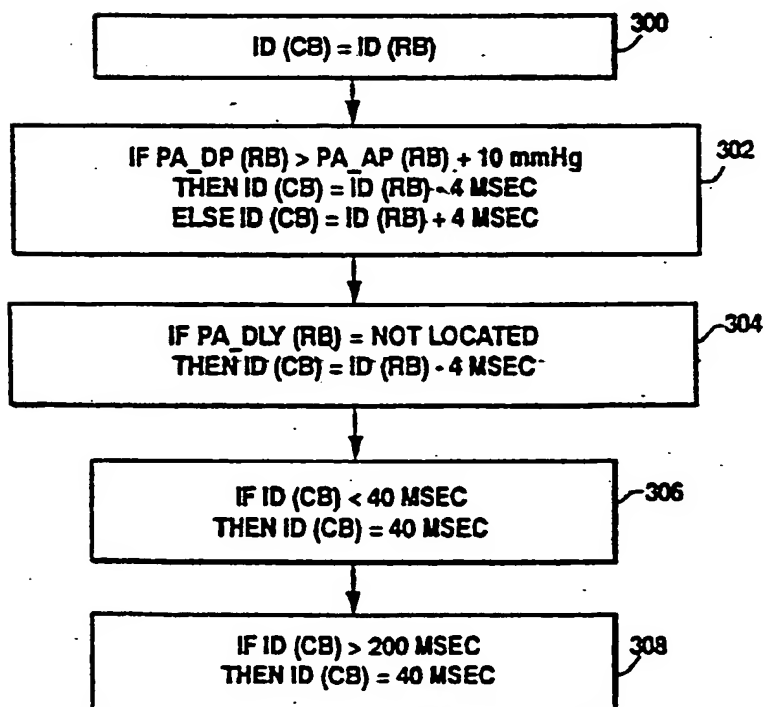 ID (CB) = ID (RB)
300
IF PA_DP (RB) > PA_AP (RB) + 10 mmHg
THEN ID (CB) = ID (RB) - 4 MSEC
ELSE ID (CB) = ID (RB) + 4 MSEC
302
IF PA_DLY (RB) = NOT LOCATED
THEN ID (CB) = ID (RB) - 4 MSEC
304
IF ID (CB) < 40 MSEC
THEN ID (CB) = 40 MSEC
306
IF ID (CB) > 200 MSEC
THEN ID (CB) = 40 MSEC
308